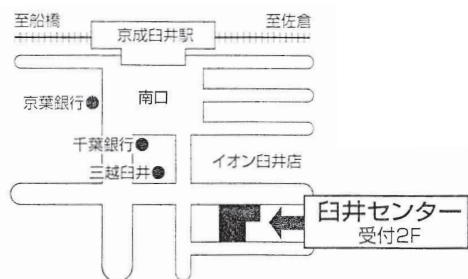 至船橋
至佐倉
京成臼井駅
京葉銀行
南口
千葉銀行
イオン臼井店
三越臼井
臼井センター
受付2F